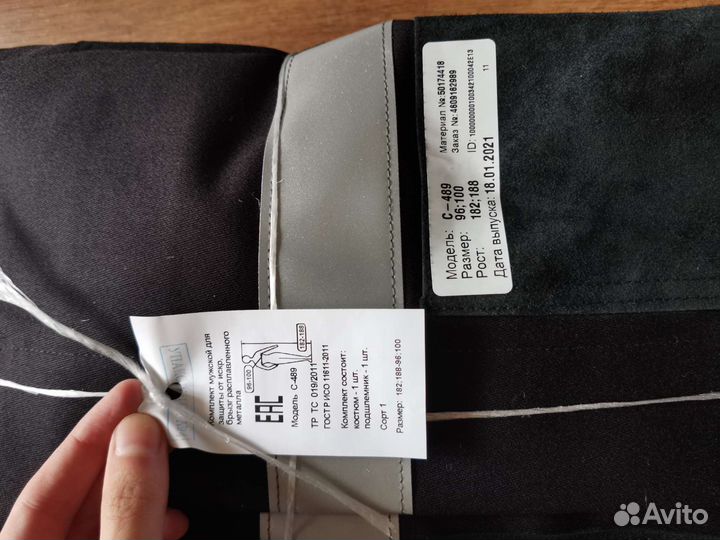 Материал №:50174418
Заказ №:4609162989
ID: 100000000100342100042E13
11
Модель: С-489
Размер: 96;100
Рост: 182;188
Дата выпуска:18.01.2021
Комплект мужской для
защиты от искр,
брызг расплавленного
металла
96-100
182-188
ЕАС
Модель С-489
ТР ТС 019/2011
ГОСТ Р ИСО 11611-2011
Комплект состоит:
костюм - 1 шт.
подшлемник - 1 шт.
Сорт 1
Размер: 182-188-96-100
Avito